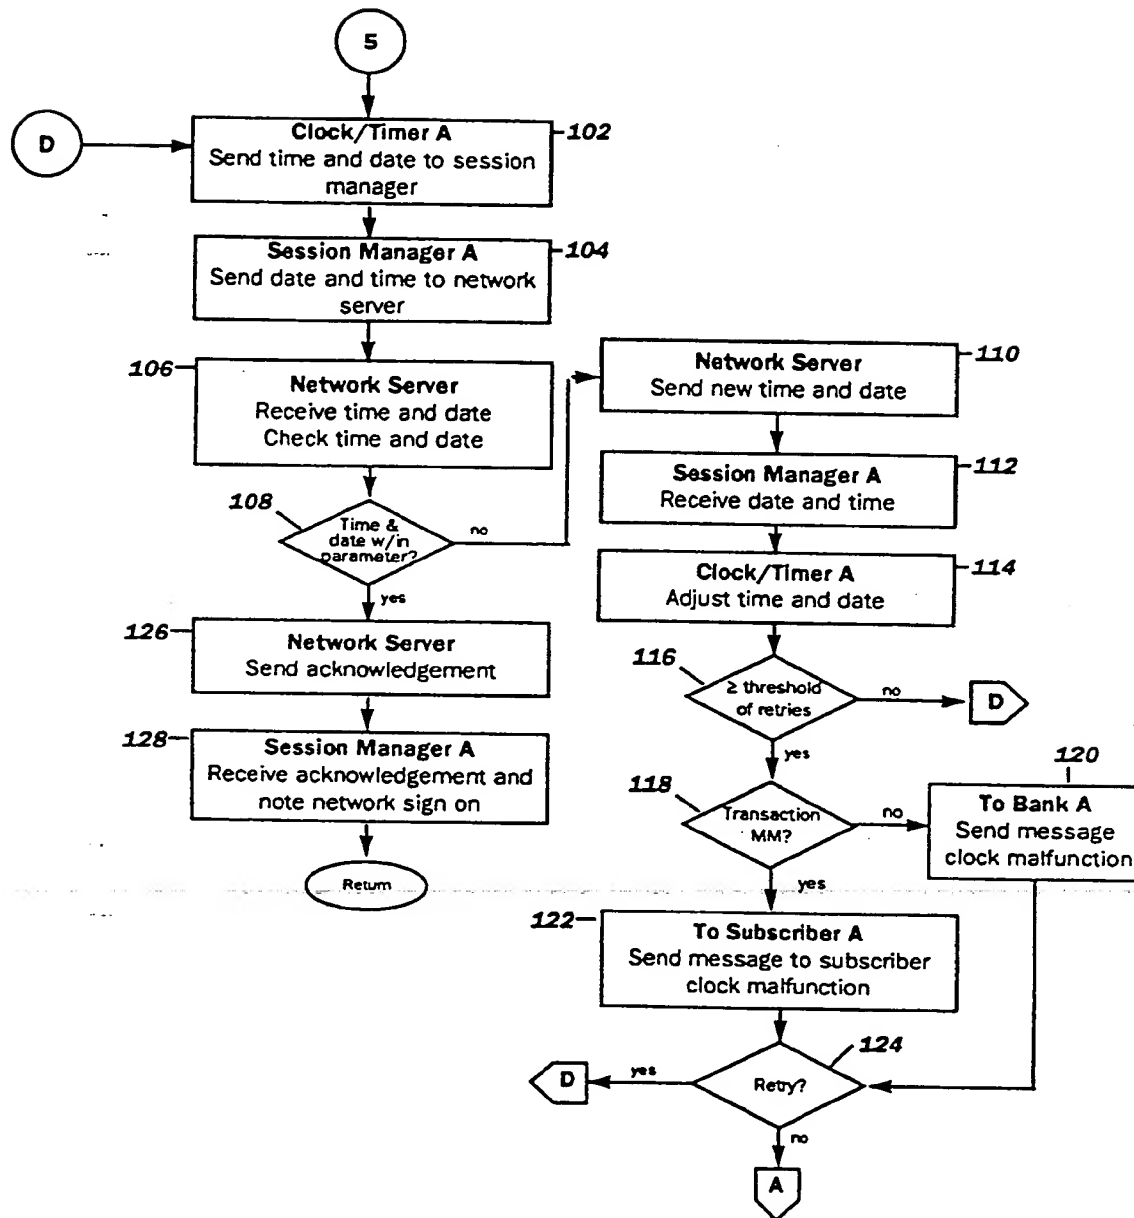 5
D
Clock/Timer A
Send time and date to session
manager
102
Session Manager A
Send date and time to network
server
104
106
Network Server
Receive time and date
Check time and date
108
Time &
date w/in
parameter?
no
yes
126
Network Server
Send acknowledgement
128
Session Manager A
Receive acknowledgement and
note network sign on
Return
Network Server
Send new time and date
110
Session Manager A
Receive date and time
112
Clock/Timer A
Adjust time and date
114
116
≥ threshold
of retries
no
D
yes
118
Transaction
MM?
no
120
To Bank A
Send message
clock malfunction
yes
122
To Subscriber A
Send message to subscriber
clock malfunction
124
Retry?
yes
D
no
A